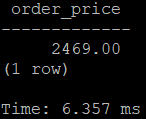 order_price
-------------
2469.00
(1 row)
Time: 6.357 ms